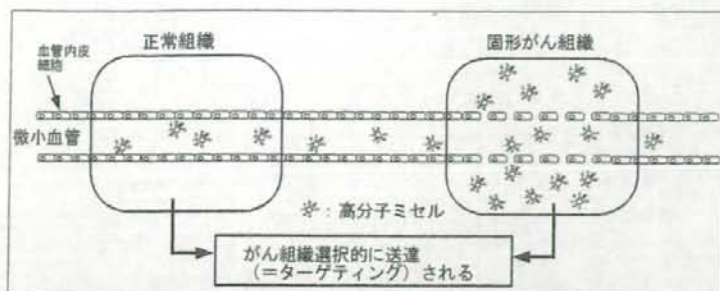 正常組織
固形がん組織
血管内皮
細胞
微小血管
：高分子ミセル
がん組織選択的に送達
（＝ターゲティング）される